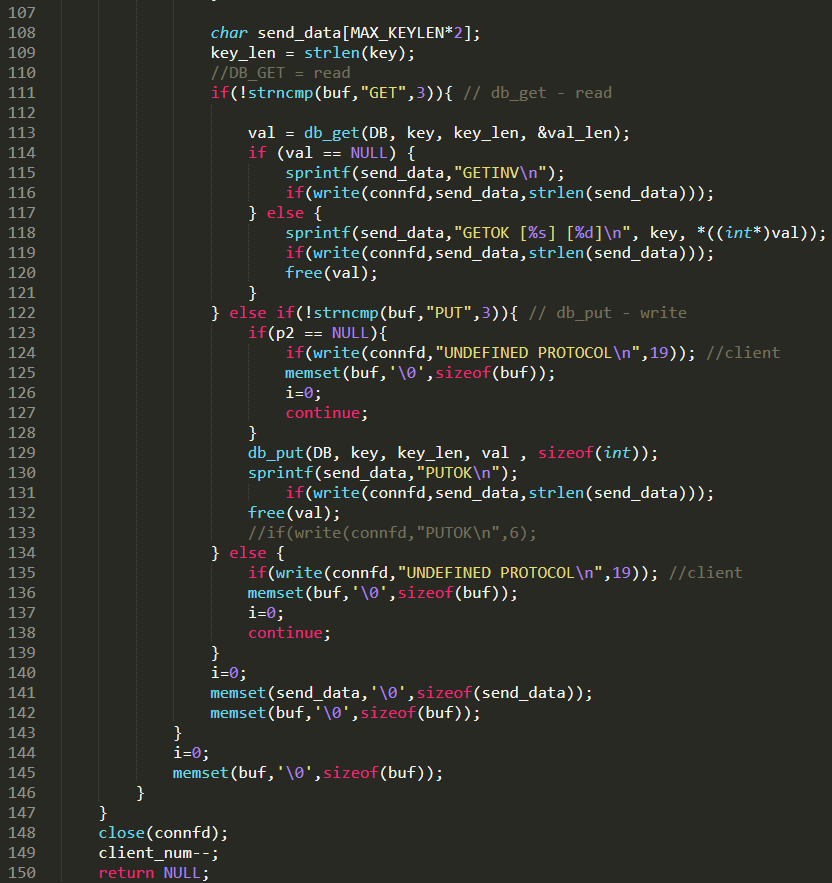 107
108 char send_data[MAX_KEYLEN*2];
109 key_len = strlen(key);
110 //DB_GET = read
111 if(!strncmp(buf,"GET",3)){ // db_get - read
112
113 val = db_get(DB, key, key_len, &val_len);
114 if (val == NULL) {
115 sprintf(send_data,"GETINV\n");
116 if(write(connfd,send_data,strlen(send_data)));
117 } else {
118 sprintf(send_data,"GETOK [%s] [%d]\n", key, *((int*)val));
119 if(write(connfd,send_data,strlen(send_data)));
120 free(val);
121 }
122 } else if(!strncmp(buf,"PUT",3)){ // db_put - write
123 if(p2 == NULL){
124 if(write(connfd,"UNDEFINED PROTOCOL\n",19)); //client
125 memset(buf,'\0',sizeof(buf));
126 i=0;
127 continue;
128 }
129 db_put(DB, key, key_len, val , sizeof(int));
130 sprintf(send_data,"PUTOK\n");
131 if(write(connfd,send_data,strlen(send_data)));
132 free(val);
133 //if(write(connfd,"PUTOK\n",6);
134 } else {
135 if(write(connfd,"UNDEFINED PROTOCOL\n",19)); //client
136 memset(buf,'\0',sizeof(buf));
137 i=0;
138 continue;
139 }
140 i=0;
141 memset(send_data,'\0',sizeof(send_data));
142 memset(buf,'\0',sizeof(buf));
143 }
144 i=0;
145 memset(buf,'\0',sizeof(buf));
146 }
147 }
148 close(connfd);
149 client_num--;
150 return NULL;